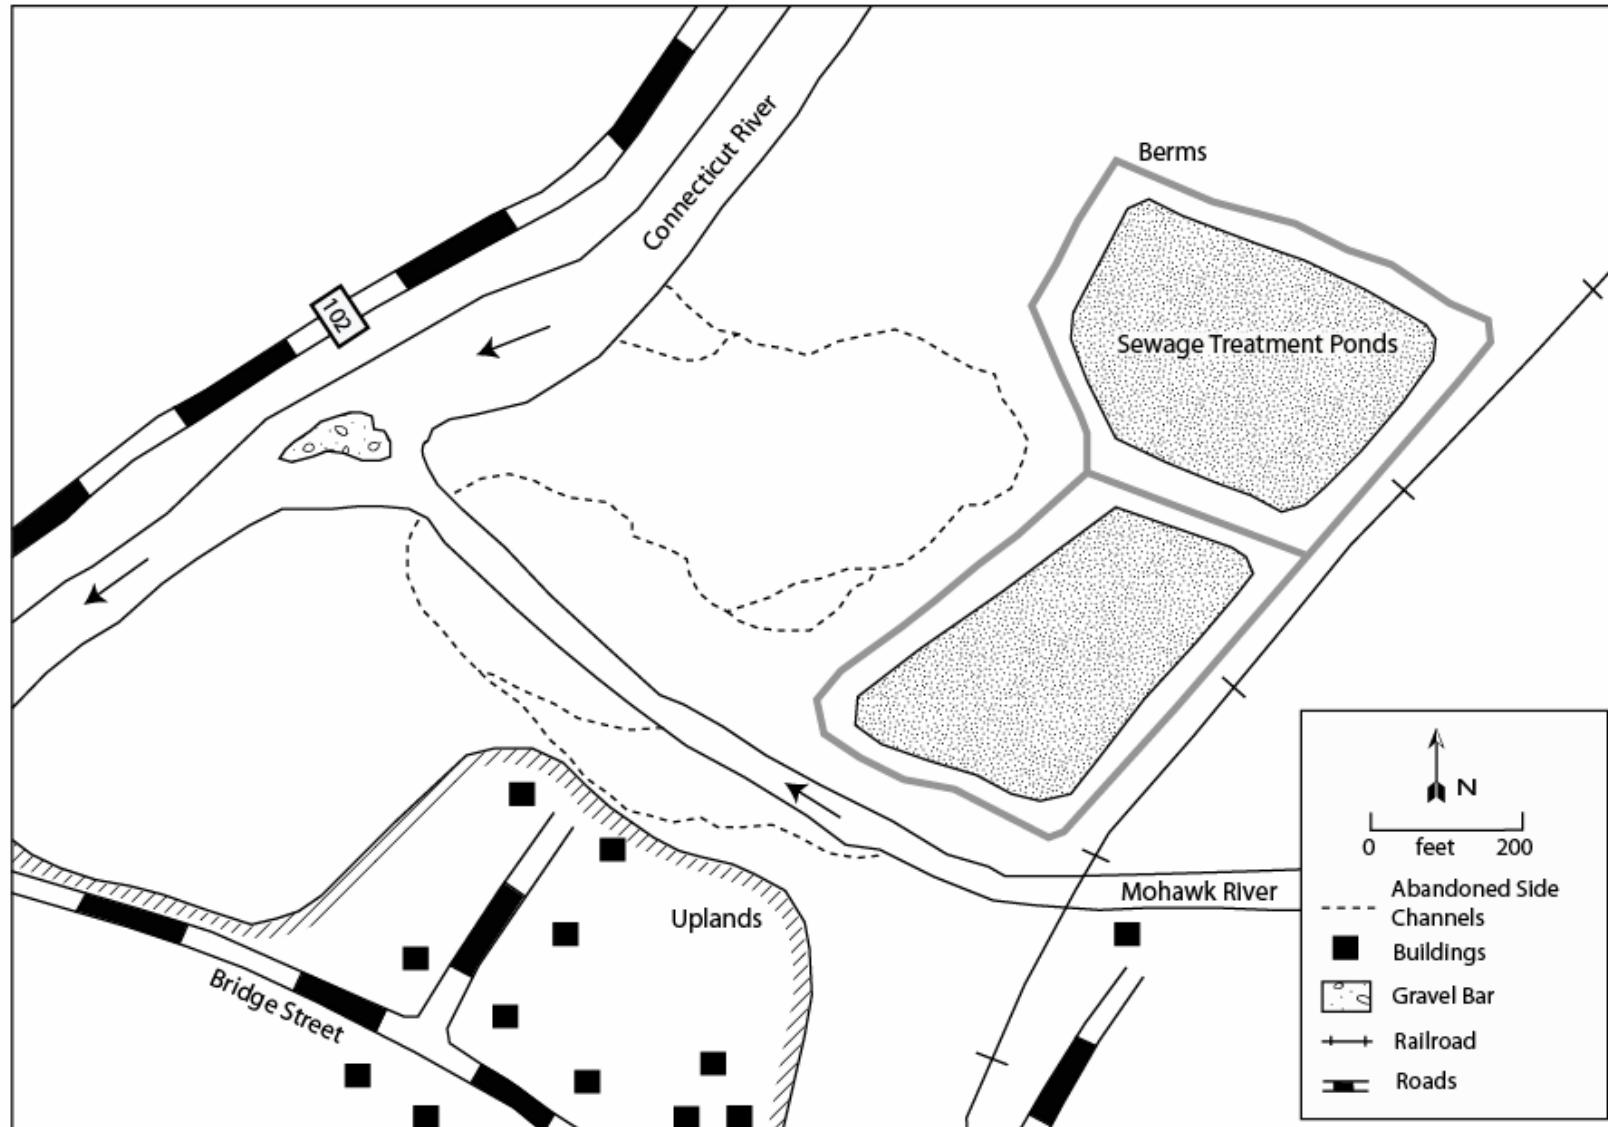 Berms
Connecticut River
102
Sewage Treatment Ponds
Mohawk River
Uplands
Bridge Street
N
0 feet 200
Abandoned Side
Channels
Buildings
Gravel Bar
Railroad
Roads